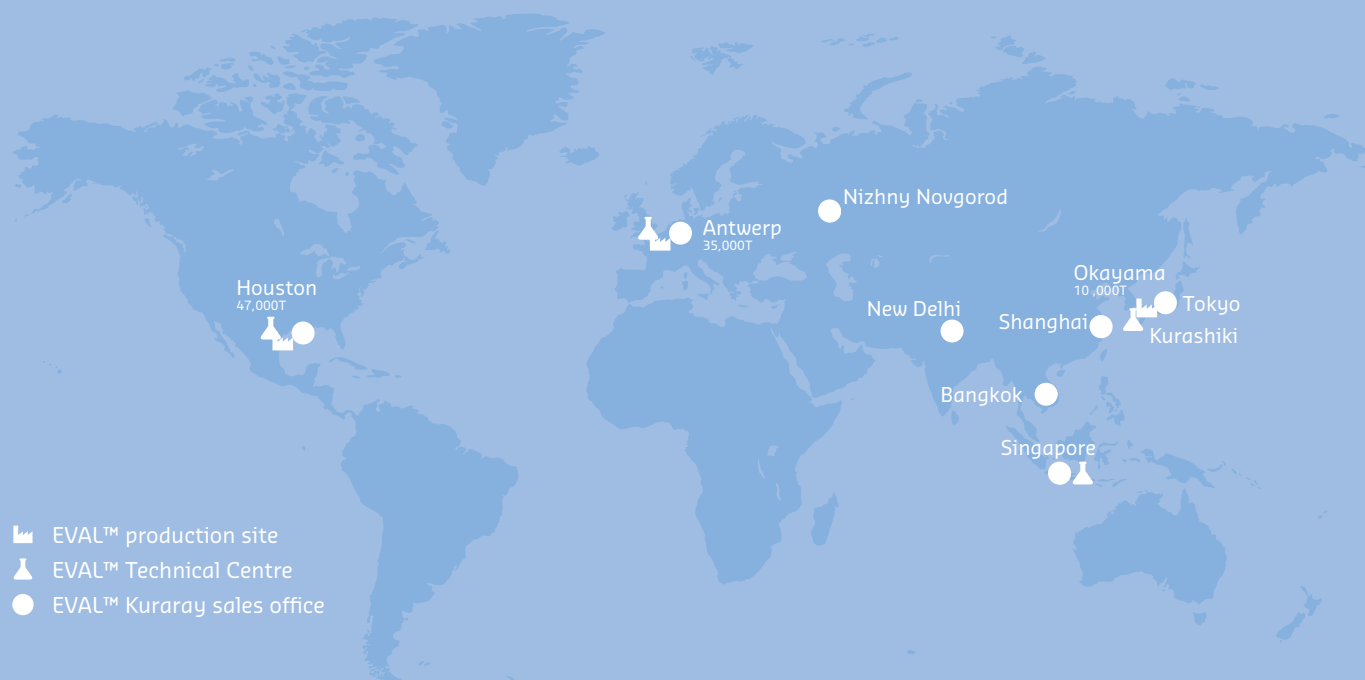 Nizhny Novgorod
Antwerp
35,000T
Okayama
10 ,000T
Houston
47,000T
New Delhi
Tokyo
Shanghai
Kurashiki
Bangkok
Singapore
EVAL™ production site
EVAL™ Technical Centre
EVAL™ Kuraray sales office